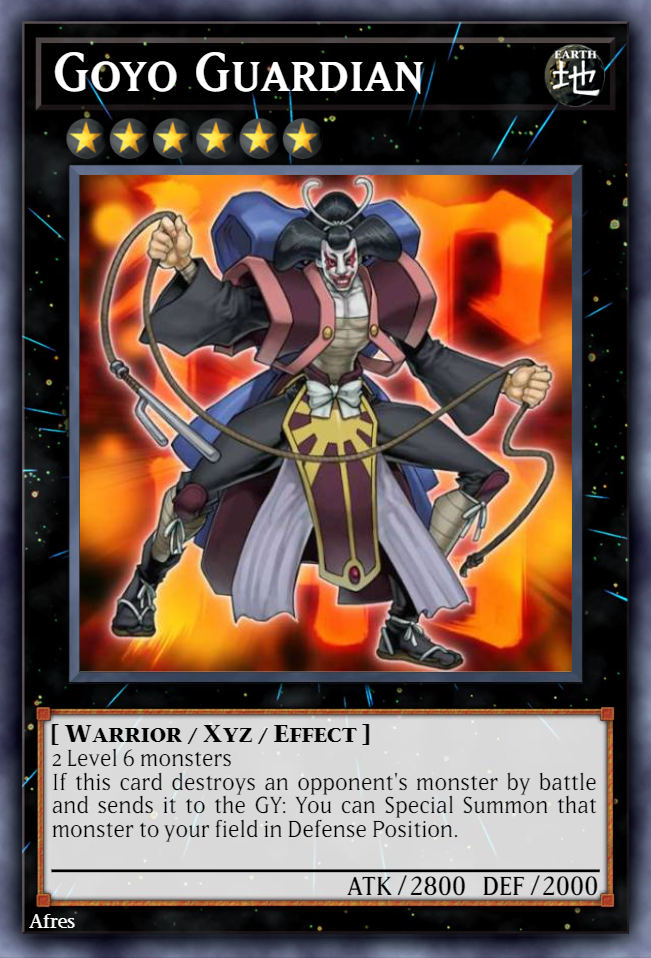 Goyo Guardian
EARTH
地
[ Warrior / Xyz / Effect ]
2 Level 6 monsters
If this card destroys an opponent's monster by battle
and sends it to the GY: You can Special Summon that
monster to your field in Defense Position.
ATK / 2800 DEF / 2000
Afres